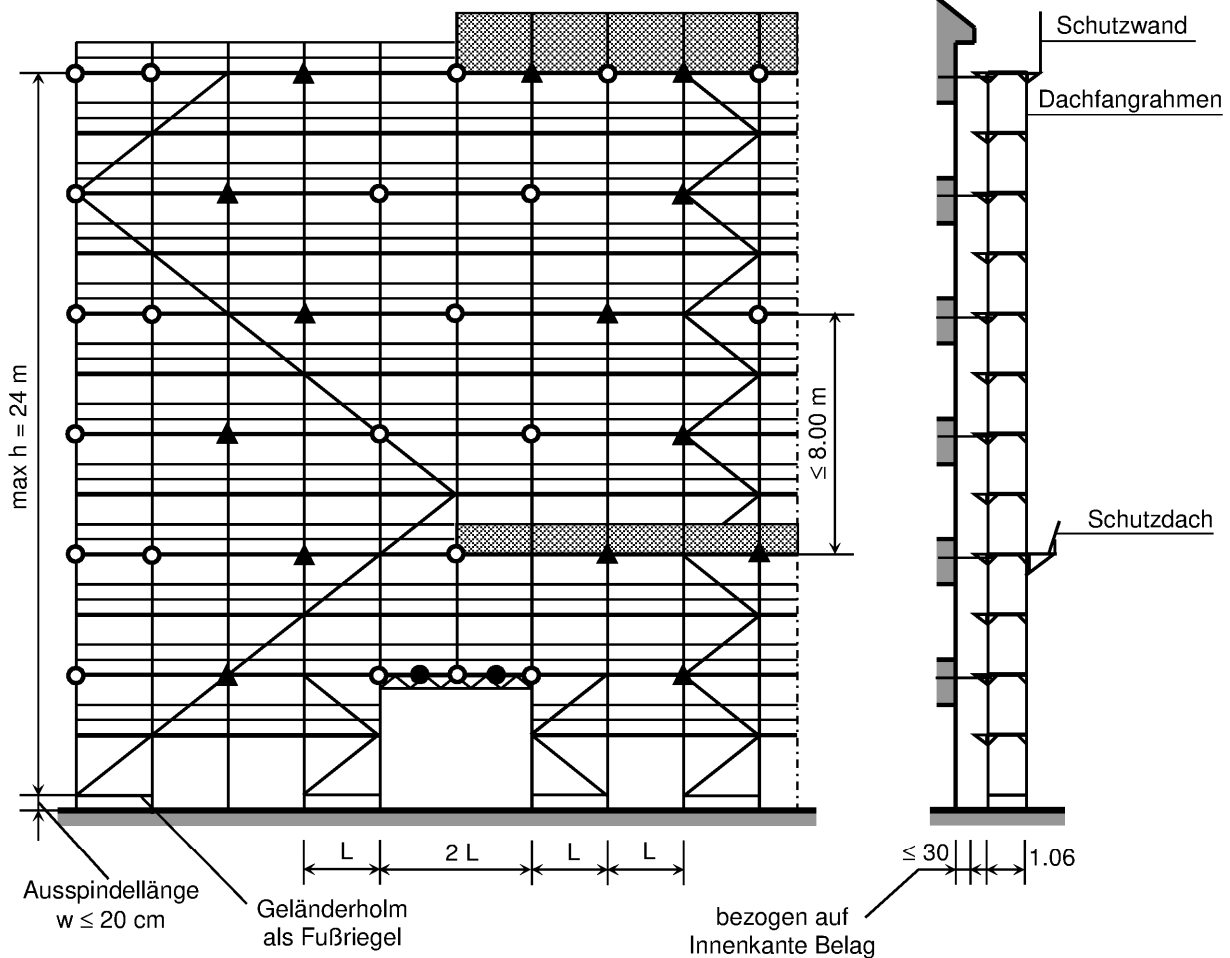 Schutzwand
Dachfangrahmen
max h = 24 m
≤ 8.00 m
Schutzdach
L
2 L
L
L
≤ 30
1.06
Ausspindellänge
w ≤ 20 cm
Geländerholm
als Fußriegel
bezogen auf
Innenkante Belag